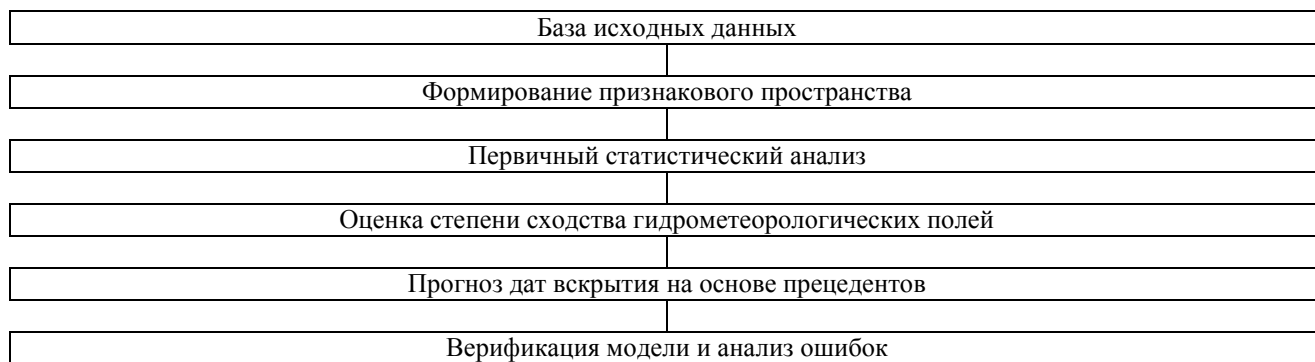 База исходных данных
Формирование признакового пространства
Первичный статистический анализ
Оценка степени сходства гидрометеорологических полей
Прогноз дат вскрытия на основе прецедентов
Верификация модели и анализ ошибок